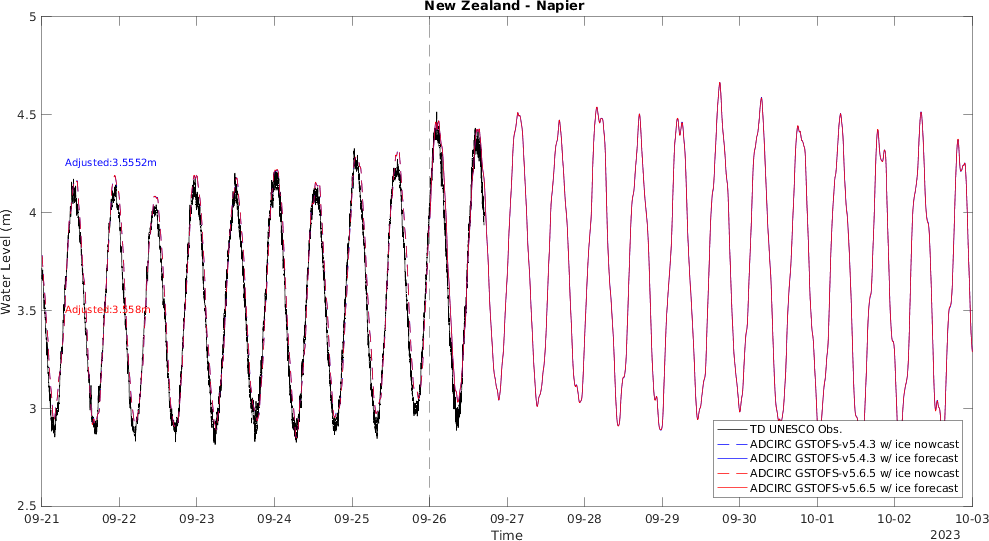 New Zealand - Napier
5
4.5
4
3.5
3
2.5
Water Level (m)
Adjusted:3.5552m
Adjusted:3.558m
TD UNESCO Obs.
ADCIRC GSTOFS-v5.4.3 w/ ice nowcast
ADCIRC GSTOFS-v5.4.3 w/ ice forecast
ADCIRC GSTOFS-v5.6.5 w/ ice nowcast
ADCIRC GSTOFS-v5.6.5 w/ ice forecast
09-21 09-22 09-23 09-24 09-25 09-26 09-27 09-28 09-29 09-30 10-01 10-02 10-03
Time
2023